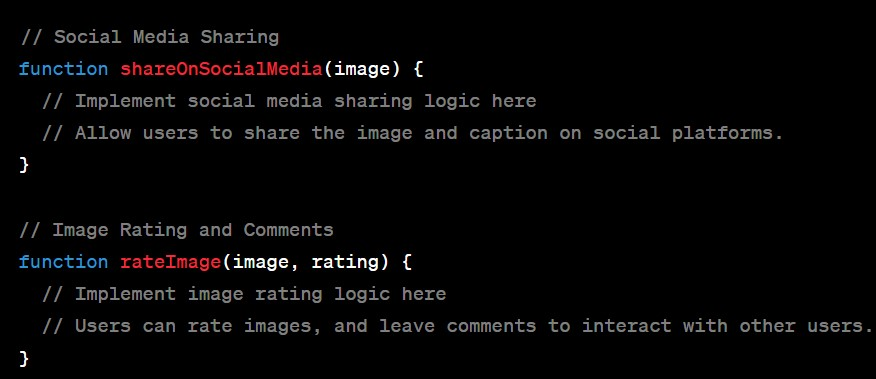 // Social Media Sharing
function shareOnSocialMedia(image) {
  // Implement social media sharing logic here
  // Allow users to share the image and caption on social platforms.
}

// Image Rating and Comments
function rateImage(image, rating) {
  // Implement image rating logic here
  // Users can rate images, and leave comments to interact with other users.
}